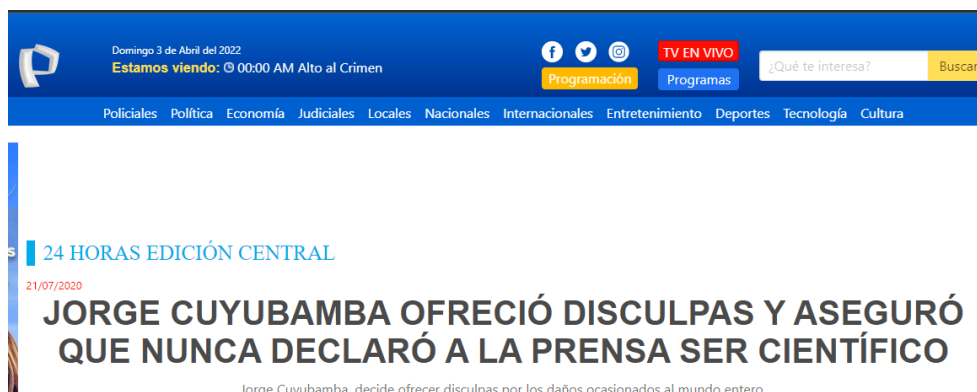 Domingo 3 de Abril del 2022
Estamos viendo: 00:00 AM Alto al Crimen
TV EN VIVO
Programación Programas
¿Qué te interesa? Buscar
Policiales Política Economía Judiciales Locales Nacionales Internacionales Entretenimiento Deportes Tecnología Cultura
24 HORAS EDICIÓN CENTRAL
21/07/2020
JORGE CUYUBAMBA OFRECIÓ DISCULPAS Y ASEGURÓ
QUE NUNCA DECLARÓ A LA PRENSA SER CIENTÍFICO
Jorge Cuyubamba, decide ofrecer disculpas por los daños ocasionados al mundo entero